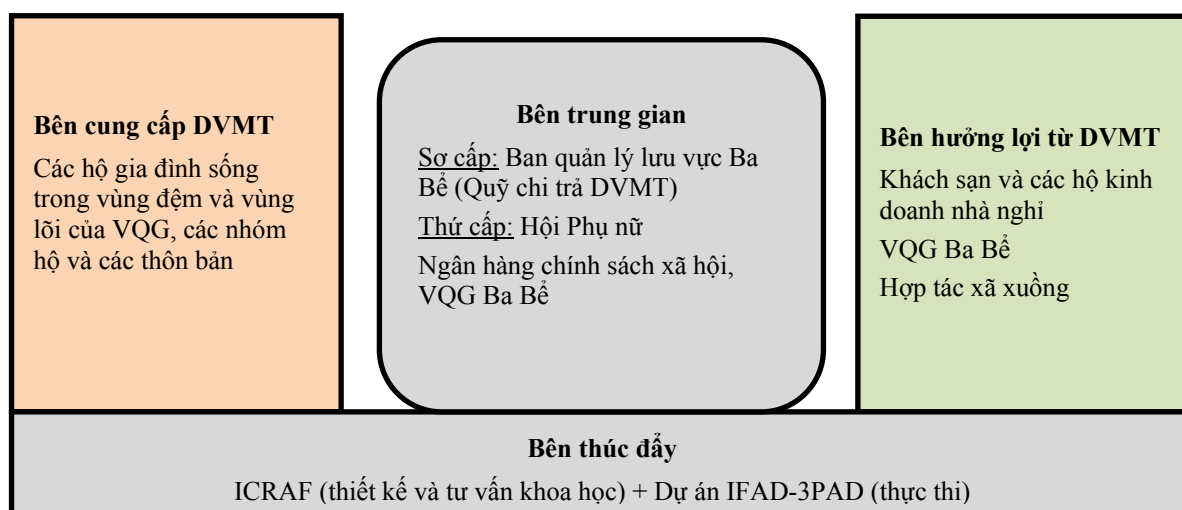 Bên cung cấp DVMT
Các hộ gia đình sống
trong vùng đệm và vùng
lõi của VQG, các nhóm
hộ và các thôn bản
Bên trung gian
Sơ cấp: Ban quản lý lưu vực Ba
Bể (Quỹ chi trả DVMT)
Thứ cấp: Hội Phụ nữ
Ngân hàng chính sách xã hội,
VQG Ba Bể
Bên hưởng lợi từ DVMT
Khách sạn và các hộ kinh
doanh nhà nghỉ
VQG Ba Bể
Hợp tác xã xuồng
Bên thúc đẩy
ICRAF (thiết kế và tư vấn khoa học) + Dự án IFAD-3PAD (thực thi)